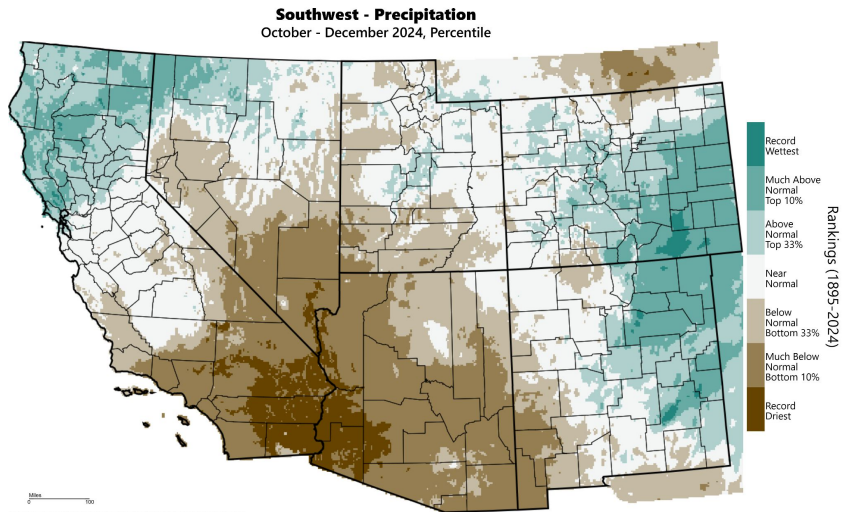 Southwest - Precipitation
October - December 2024, Percentile
Record
Wettest
Much Above
Normal
Top 10%
Above
Normal
Top 33%
Near
Normal
Below
Normal
Bottom 33%
Much Below
Normal
Bottom 10%
Record
Driest
Rankings (1895-2024)
Miles
0 100